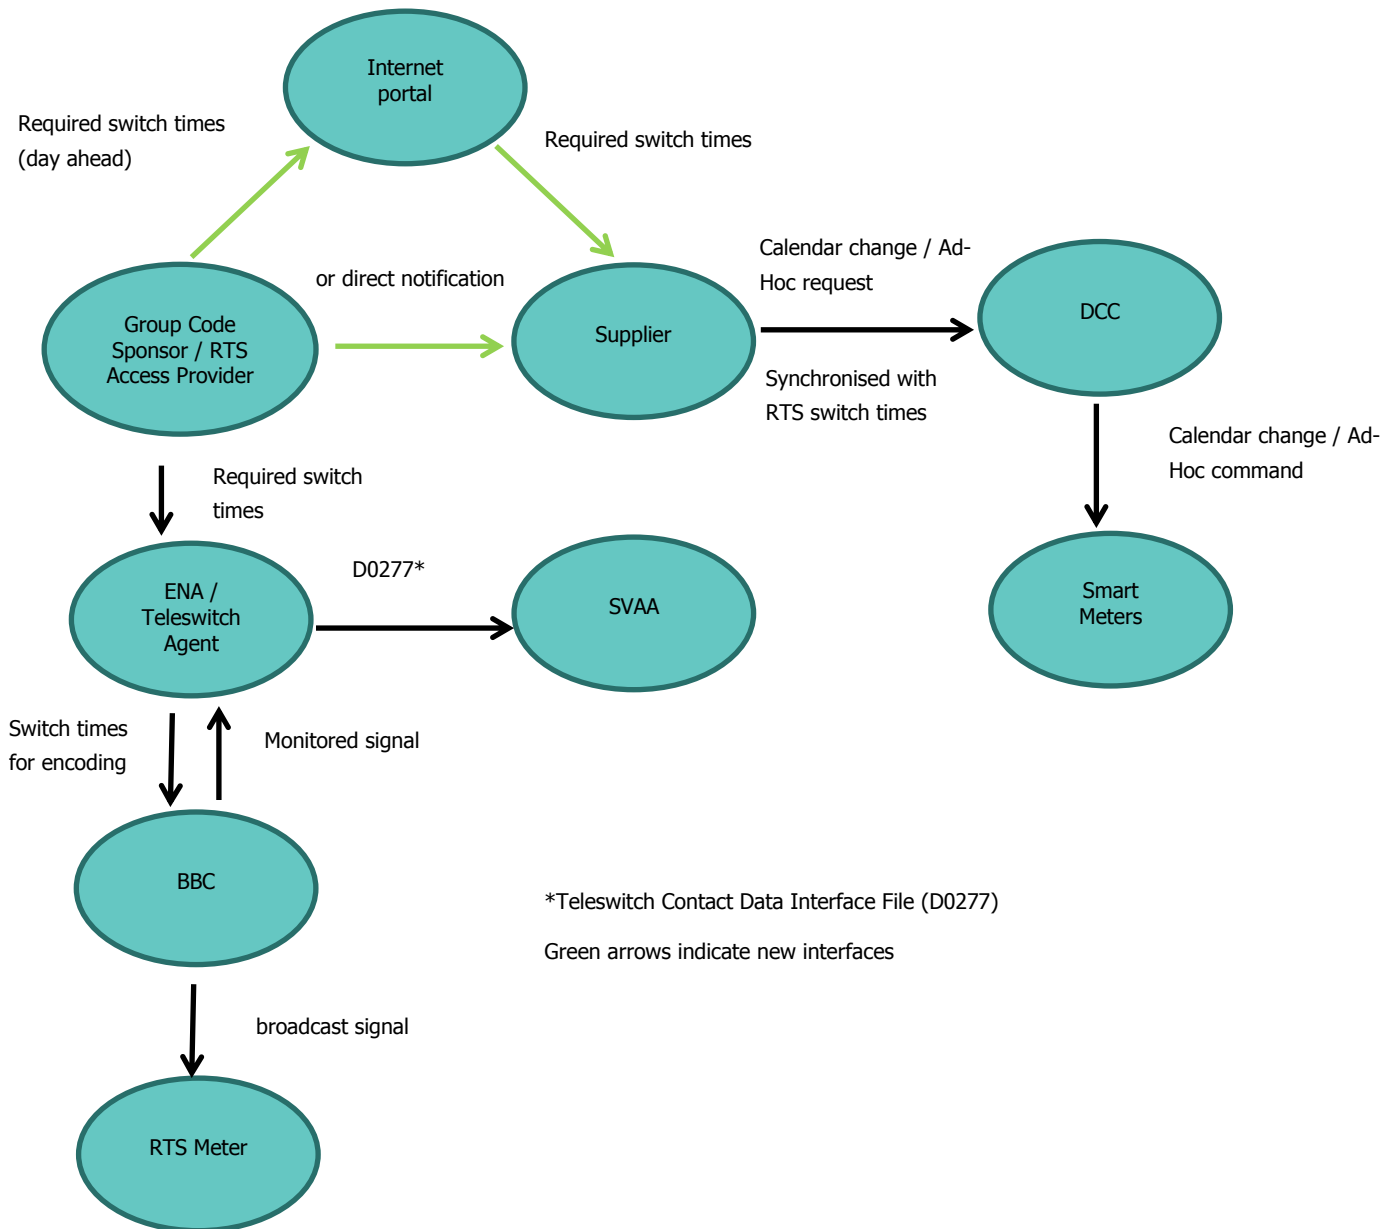 Internet
portal
Required switch times
(day ahead)
Required switch times
or direct notification
Calendar change / Ad-
Hoc request
Group Code
Sponsor / RTS
Access Provider
Supplier
DCC
Synchronised with
RTS switch times
Calendar change / Ad-
Hoc command
Required switch
times
D0277*
ENA /
Teleswitch
Agent
SVAA
Smart
Meters
Switch times
for encoding
Monitored signal
BBC
*Teleswitch Contact Data Interface File (D0277)
Green arrows indicate new interfaces
broadcast signal
RTS Meter